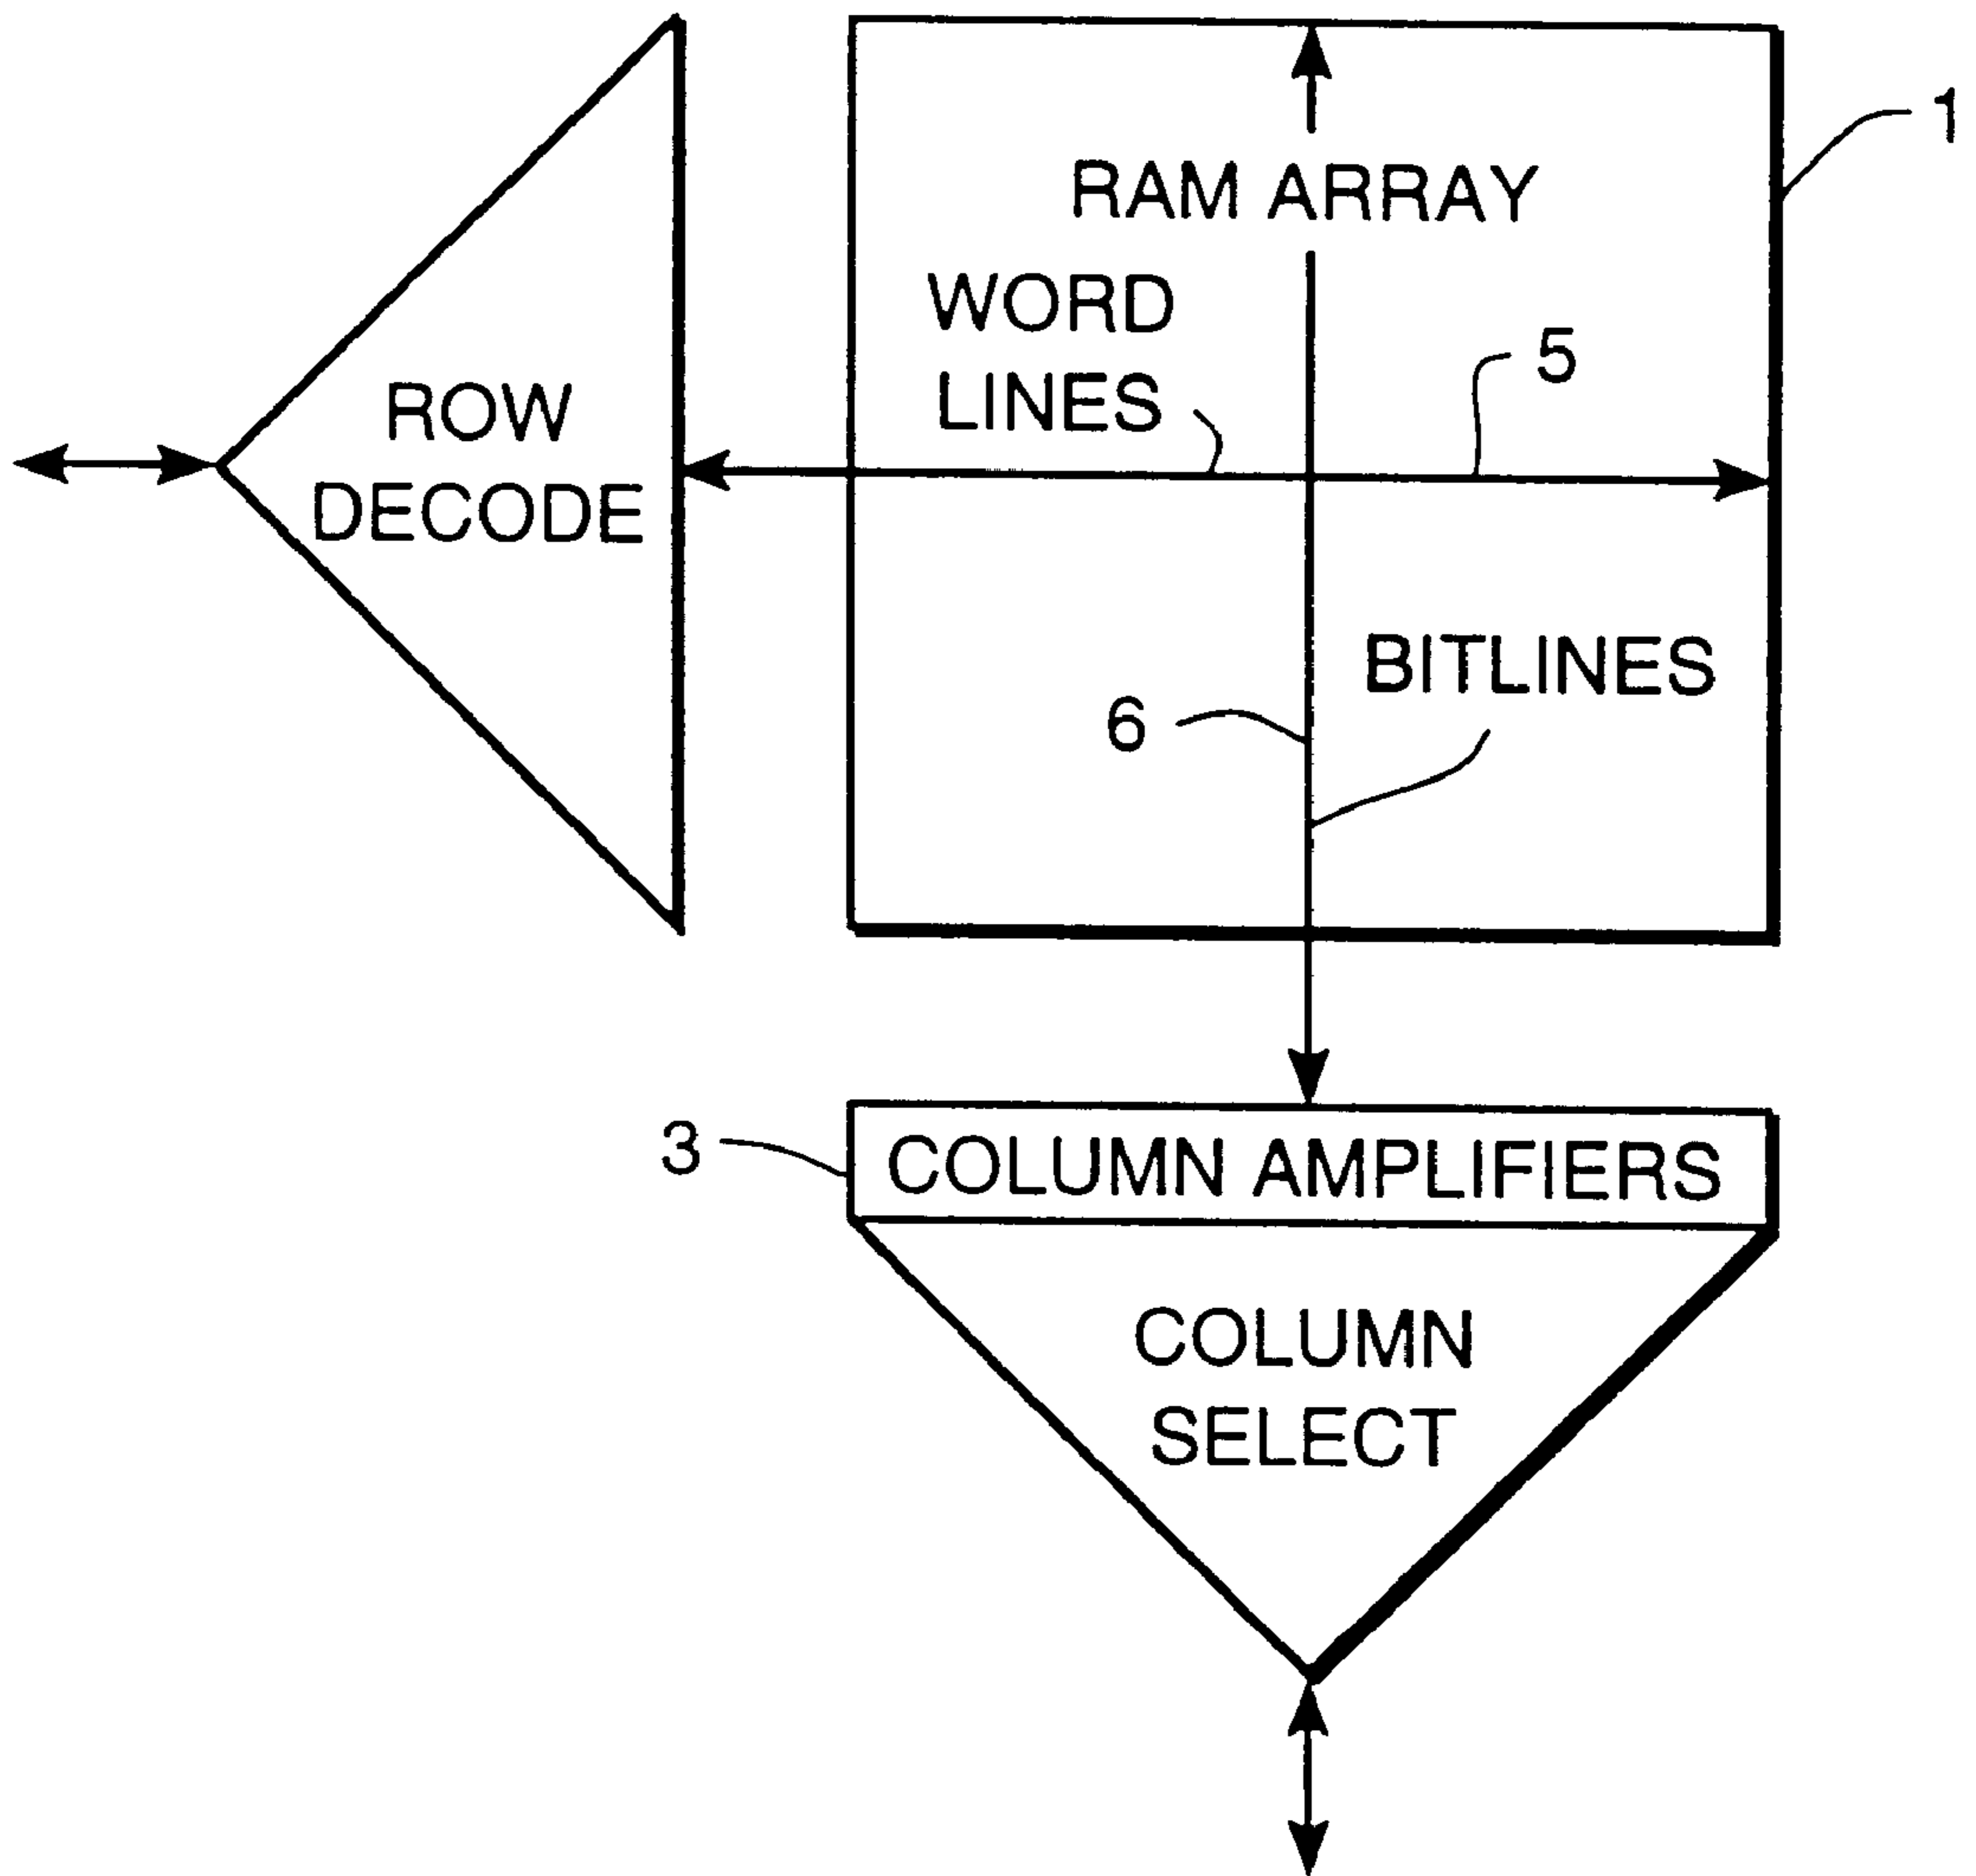 1
RAM ARRAY
WORD
LINES
5
ROW
DECODE
BITLINES
6
3
COLUMN AMPLIFIERS
COLUMN
SELECT